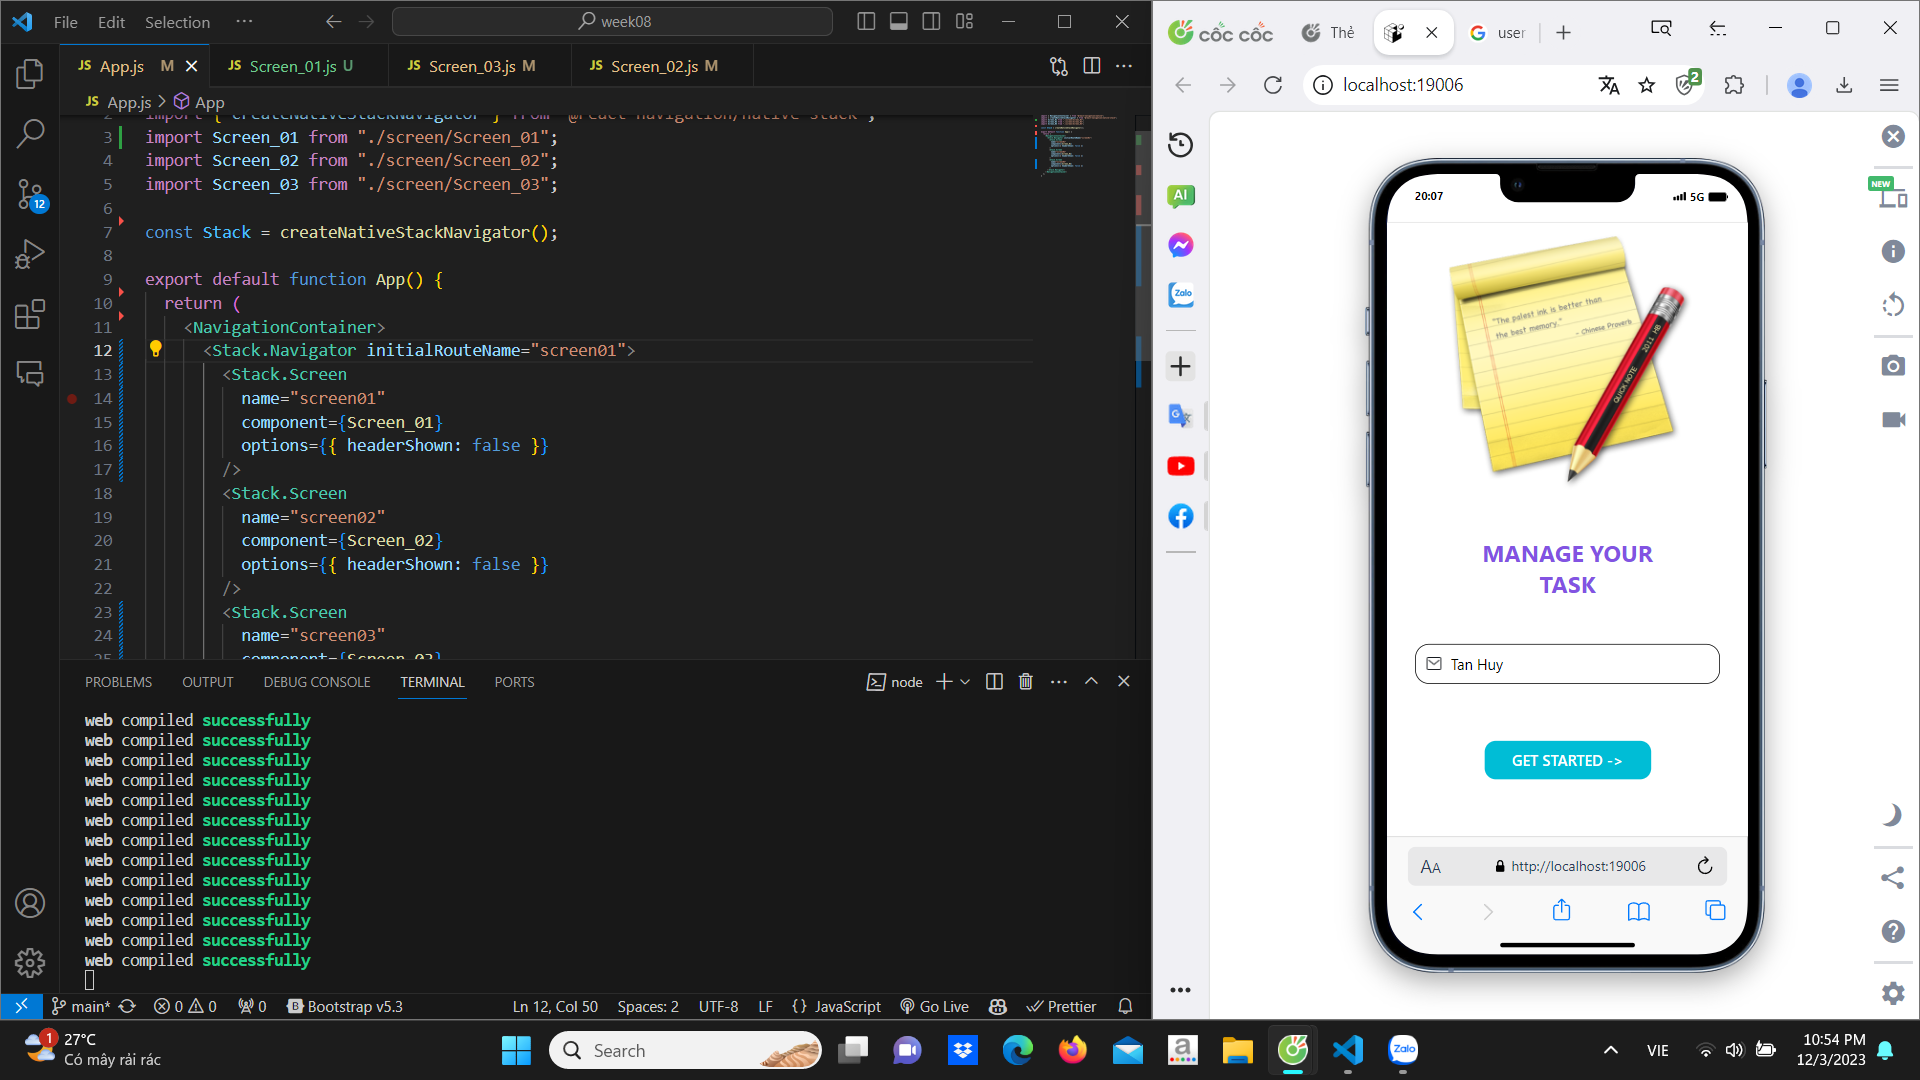 File Edit Selection ···
week08
JS App.js M
JS Screen_01.js U
JS Screen_03.js M
JS Screen_02.js M
JS App.js > App
2 import { createNativeStackNavigator } from "@react-navigation/native-stack";
3 import Screen_01 from "./screen/Screen_01";
4 import Screen_02 from "./screen/Screen_02";
5 import Screen_03 from "./screen/Screen_03";
6
7 const Stack = createNativeStackNavigator();
8
9 export default function App() {
10 return (
11 <NavigationContainer>
12 <Stack.Navigator initialRouteName="screen01">
13 <Stack.Screen
14 name="screen01"
15 component={Screen_01}
16 options={{ headerShown: false }}
17 />
18 <Stack.Screen
19 name="screen02"
20 component={Screen_02}
21 options={{ headerShown: false }}
22 />
23 <Stack.Screen
24 name="screen03"
25 component={Screen_03}
12
PROBLEMS OUTPUT DEBUG CONSOLE TERMINAL PORTS
node
web compiled successfully
web compiled successfully
web compiled successfully
web compiled successfully
web compiled successfully
web compiled successfully
web compiled successfully
web compiled successfully
web compiled successfully
web compiled successfully
web compiled successfully
web compiled successfully
web compiled successfully
main* 0 0 0 Bootstrap v5.3 Ln 12, Col 50 Spaces: 2 UTF-8 LF {} JavaScript Go Live Prettier
cốc cốc
Thẻ
user
localhost:19006
2
AI
Zalo
NEW
20:07
5G
"The palest ink is better than
the best memory."
- Chinese Proverb
QUICK NOTE
2011 HB
MANAGE YOUR
TASK
Tan Huy
GET STARTED ->
AA
http://localhost:19006
1
27°C
Có mây rải rác
Search
a
Zalo
VIE
10:54 PM
12/3/2023